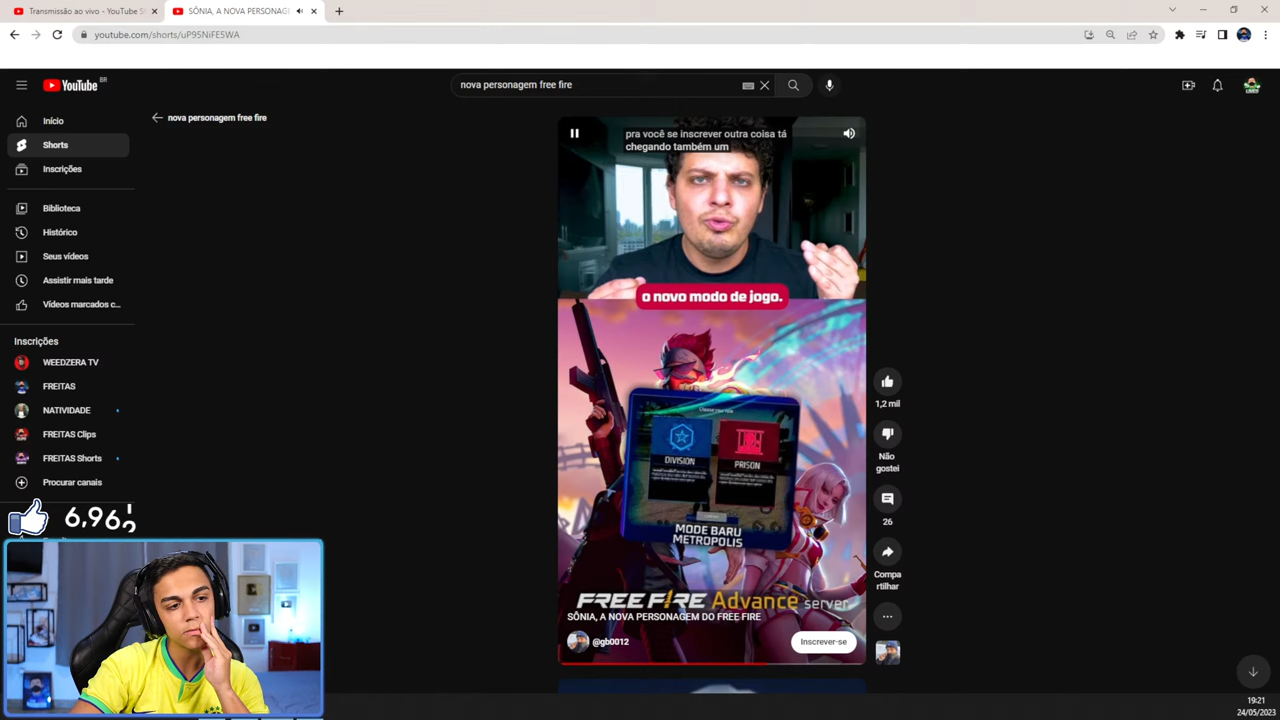 Transmissão ao vivo - YouTube S
SÔNIA, A NOVA PERSONAGE
youtube.com/shorts/uP95NiFE5WA
YouTube BR
nova personagem free fire
nova personagem free fire
Início
Shorts
Inscrições
Biblioteca
Histórico
Seus vídeos
Assistir mais tarde
Vídeos marcados c...
Inscrições
WEEDZERA TV
FREITAS
NATIVIDADE
FREITAS Clips
FREITAS Shorts
Procurar canais
6,96
pra você se inscrever outra coisa tá
chegando também um
o novo modo de jogo.
DIVISION
PRISON
MODE BARU
METROPOLIS
FREE FIRE Advance server
SÔNIA, A NOVA PERSONAGEM DO FREE FIRE
@gb0012
Inscrever-se
1,2 mil
Não
gostei
26
Compa
rtilhar
19:21
24/05/2023